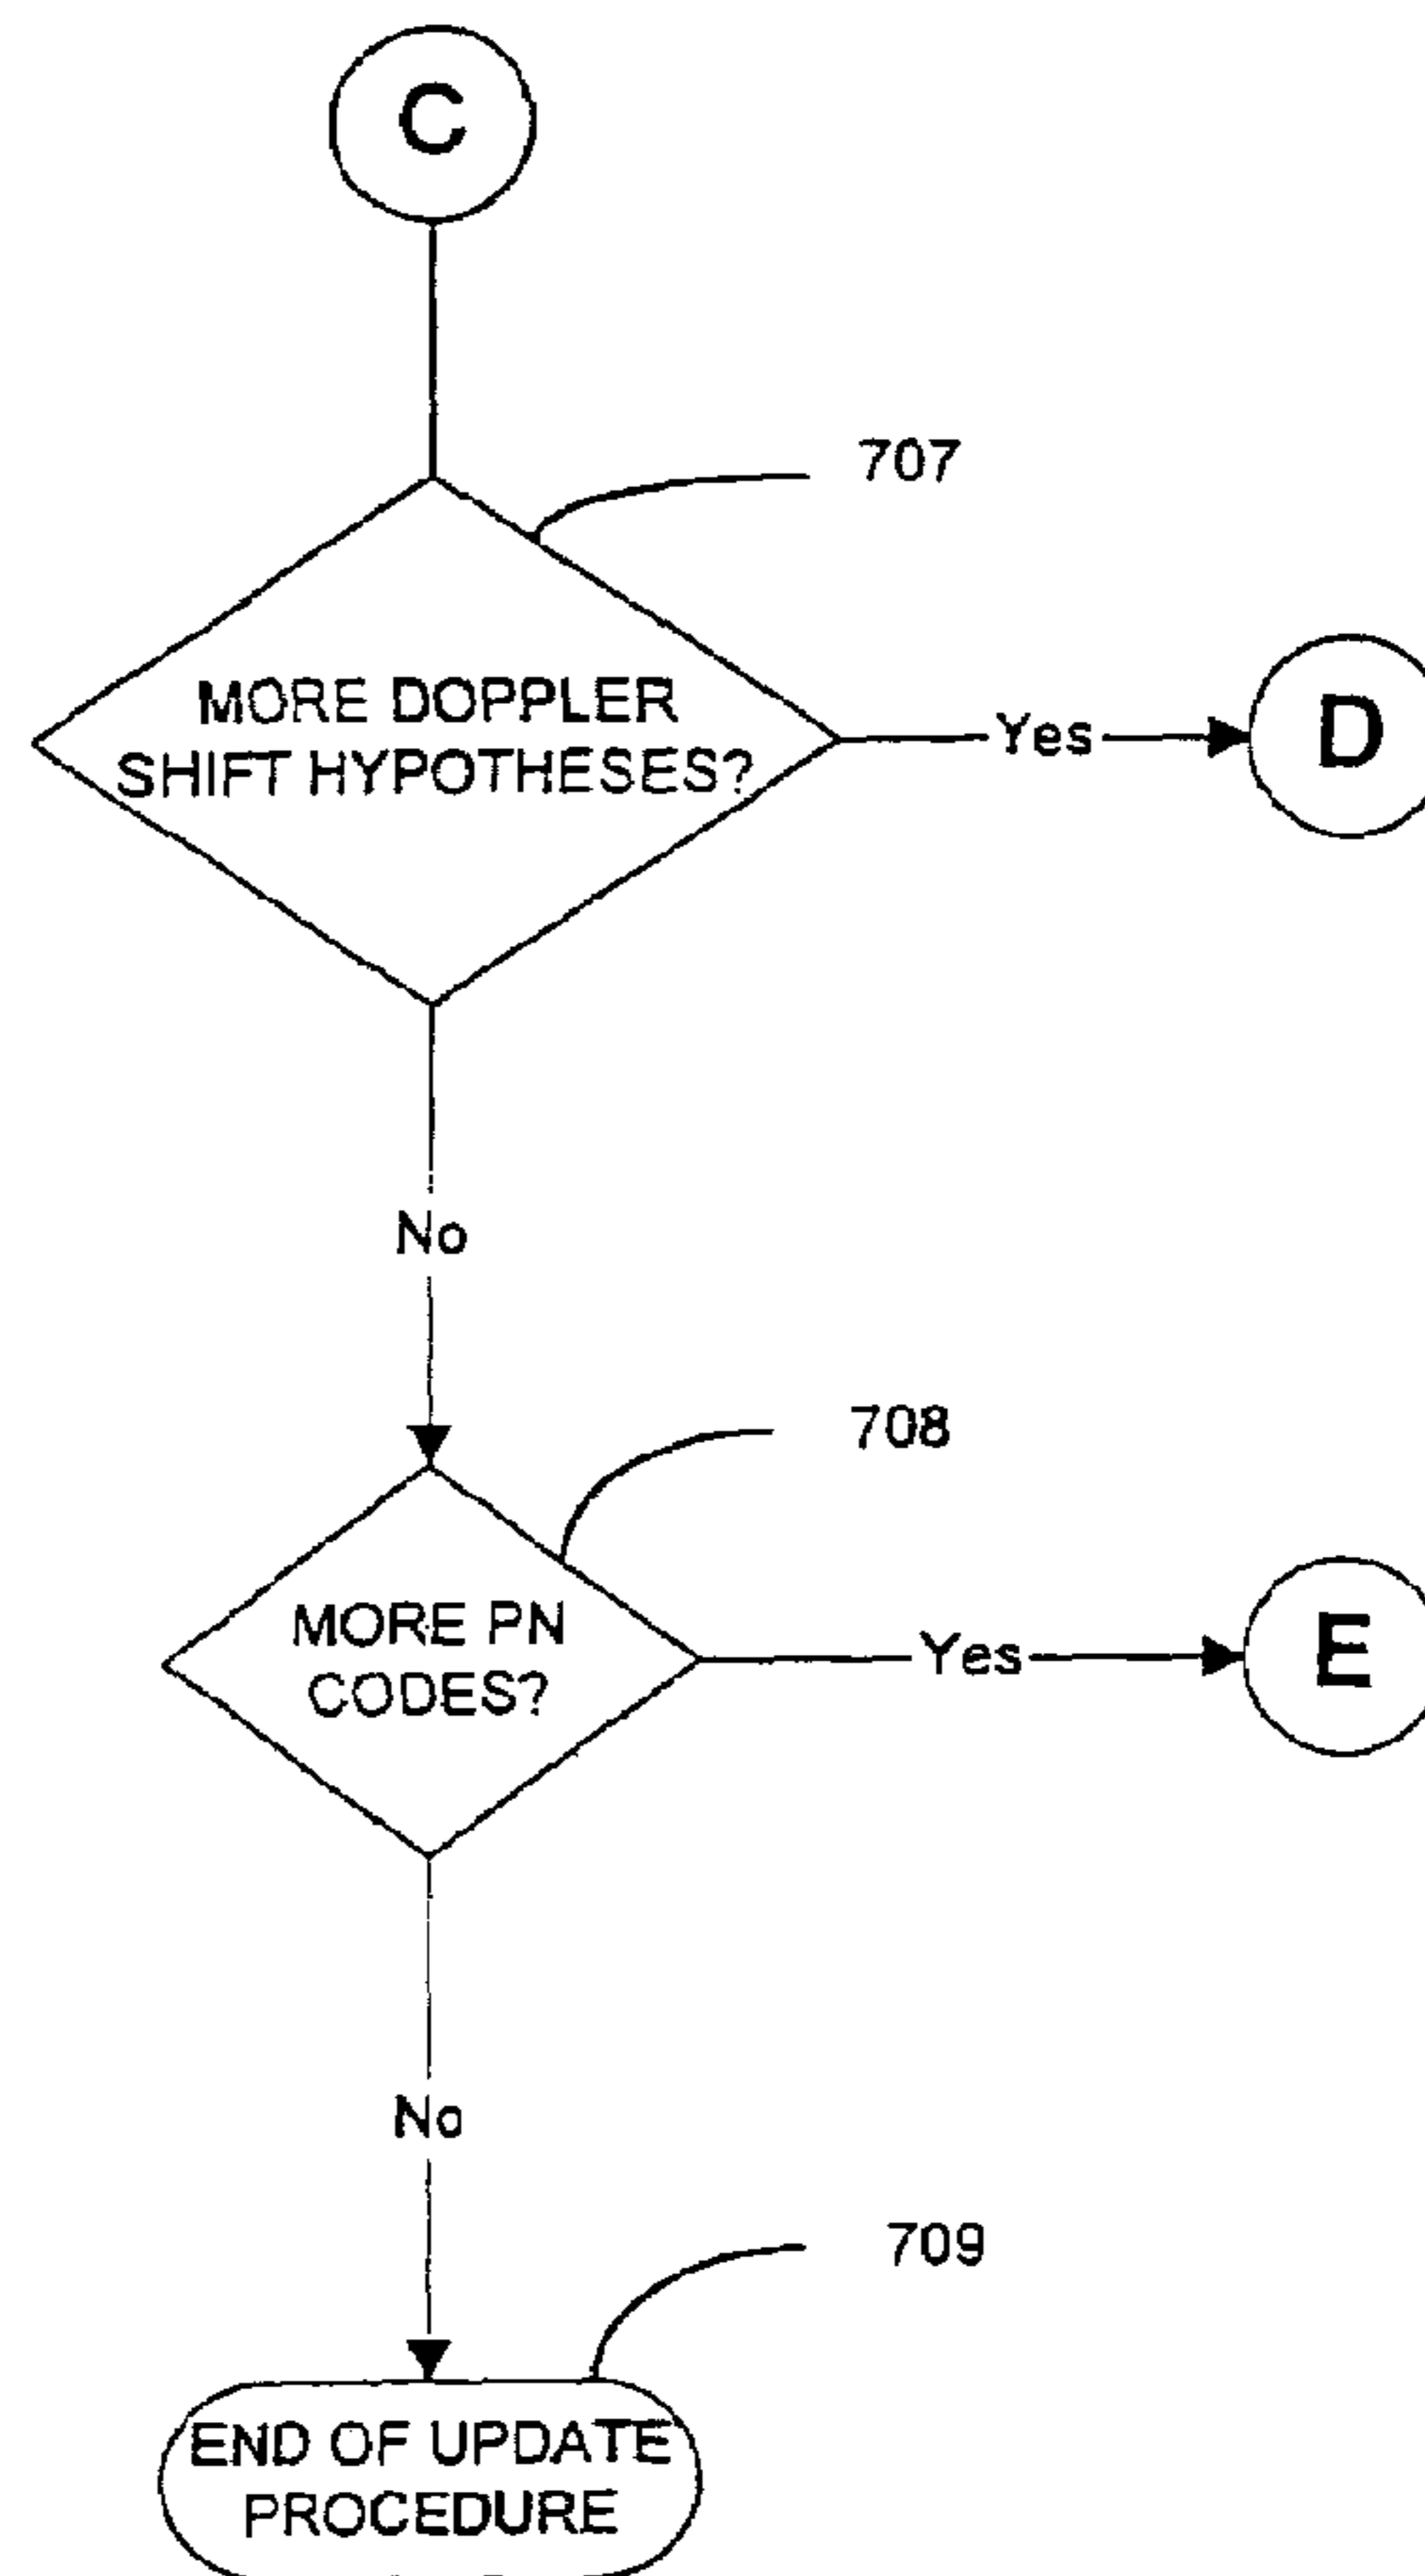 C
707
MORE DOPPLER
SHIFT HYPOTHESES?
Yes
D
No
708
MORE PN
CODES?
Yes
E
No
709
END OF UPDATE
PROCEDURE